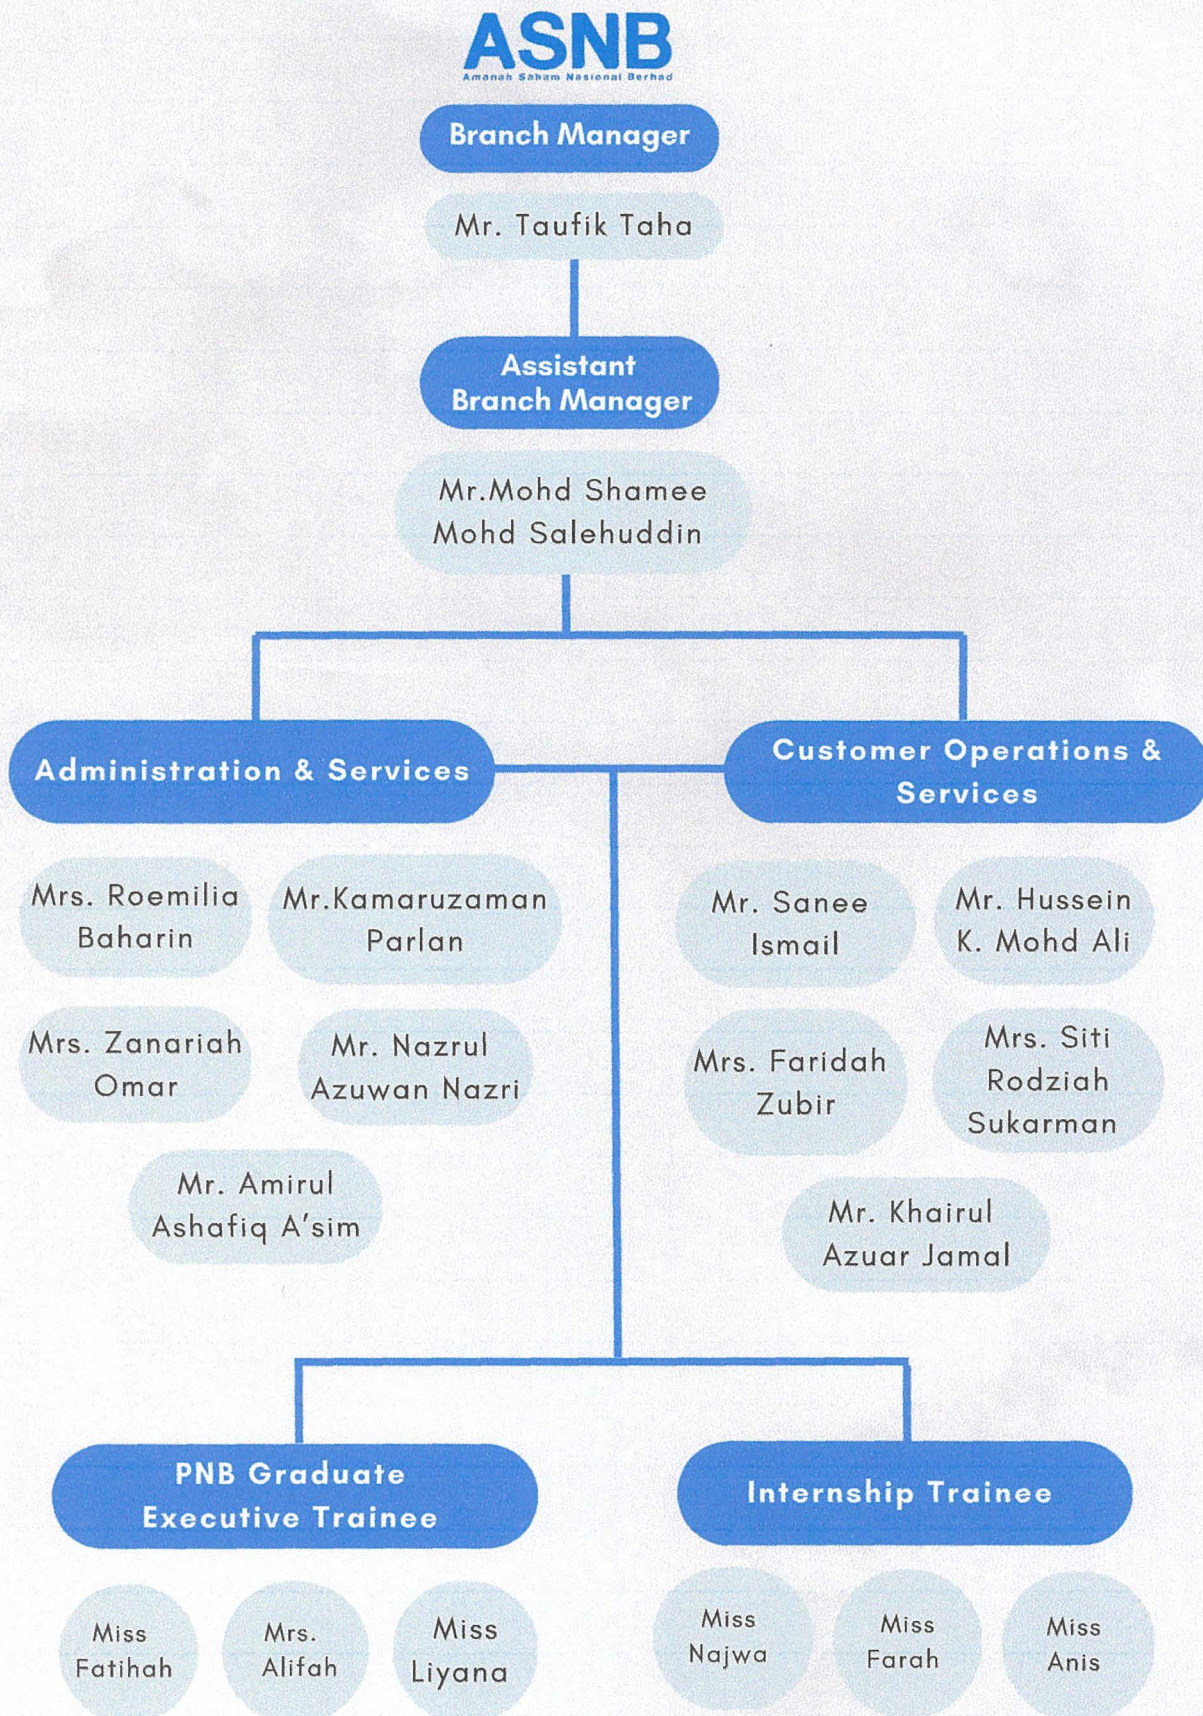 ASNB
Amanah Saham Nasional Berhad
Branch Manager
Mr. Taufik Taha
Assistant
Branch Manager
Mr.Mohd Shamee
Mohd Salehuddin
Administration & Services
Mrs. Roemilia
Baharin
Mr.Kamaruzaman
Parlan
Mrs. Zanariah
Omar
Mr. Nazrul
Azuwan Nazri
Mr. Amirul
Ashafiq A'sim
Customer Operations &
Services
Mr. Sanee
Ismail
Mr. Hussein
K. Mohd Ali
Mrs. Faridah
Zubir
Mrs. Siti
Rodziah
Sukarman
Mr. Khairul
Azuar Jamal
PNB Graduate
Executive Trainee
Miss
Fatihah
Mrs.
Alifah
Miss
Liyana
Internship Trainee
Miss
Najwa
Miss
Farah
Miss
Anis